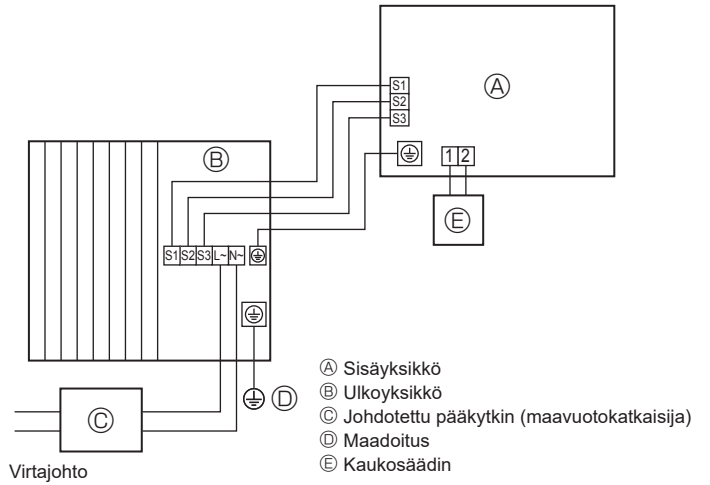 Ⓐ
S1
S2
S3
1 2
Ⓔ
Ⓑ
S1 S2 S3 L~ N~
Ⓓ
Ⓒ
Virtajohto
Ⓐ Sisäyksikkö
Ⓑ Ulkoyksikkö
Ⓒ Johdotettu pääkytkin (maavuotokatkaisija)
Ⓓ Maadoitus
Ⓔ Kaukosäädin